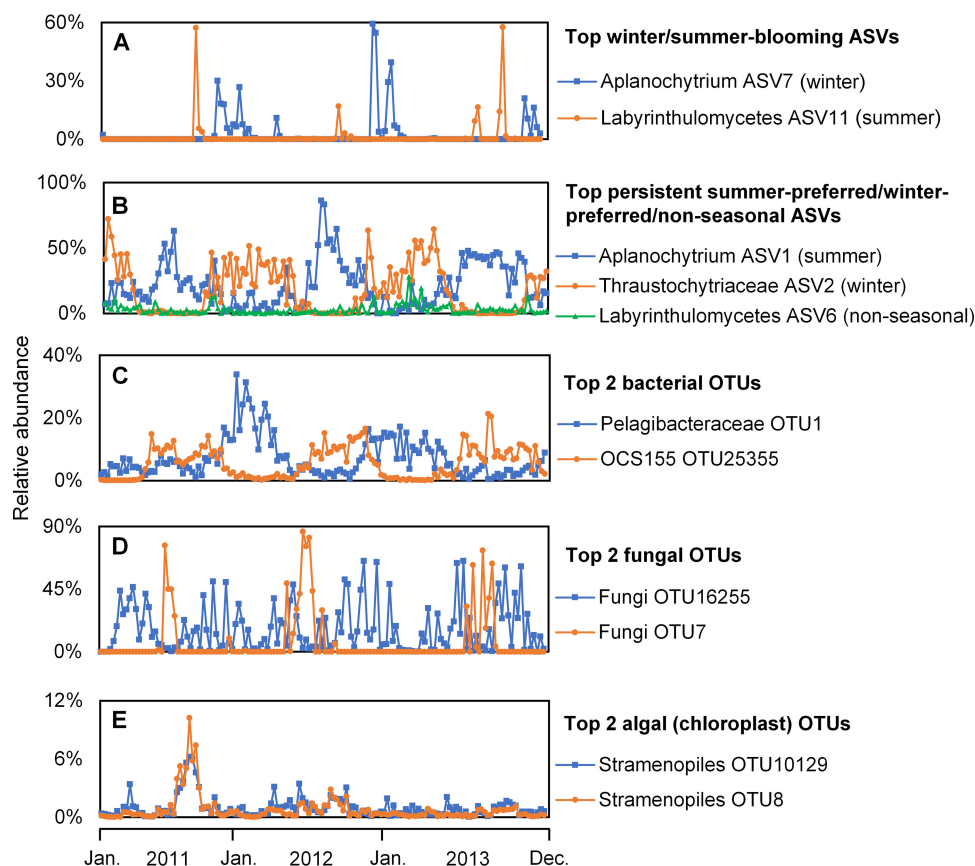 Relative abundance
60%
30%
0%
A
Top winter/summer-blooming ASVs
Aplanochytrium ASV7 (winter)
Labyrinthulomycetes ASV11 (summer)
100%
50%
0%
B
Top persistent summer-preferred/winter-
preferred/non-seasonal ASVs
Aplanochytrium ASV1 (summer)
Thraustochytriaceae ASV2 (winter)
Labyrinthulomycetes ASV6 (non-seasonal)
40%
20%
0%
C
Top 2 bacterial OTUs
Pelagibacteraceae OTU1
OCS155 OTU25355
90%
45%
0%
D
Top 2 fungal OTUs
Fungi OTU16255
Fungi OTU7
12%
6%
0%
E
Top 2 algal (chloroplast) OTUs
Stramenopiles OTU10129
Stramenopiles OTU8
Jan. 2011 Jan. 2012 Jan. 2013 Dec.